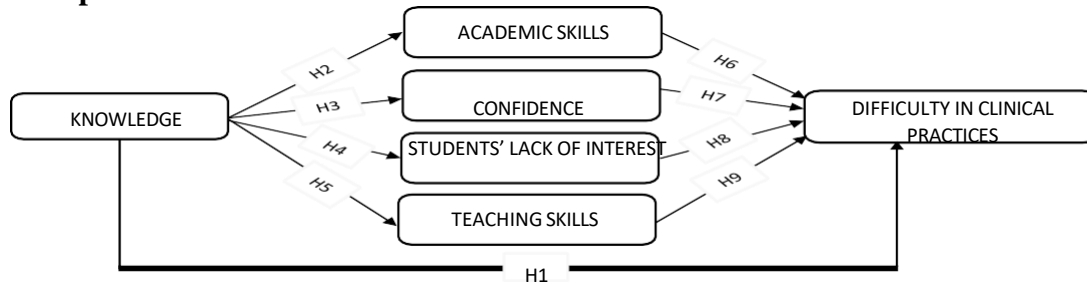 ACADEMIC SKILLS
H2
H6
H3
CONFIDENCE
H7
KNOWLEDGE
DIFFICULTY IN CLINICAL
PRACTICES
H4
STUDENTS’ LACK OF INTEREST
H8
H5
H9
TEACHING SKILLS
H1